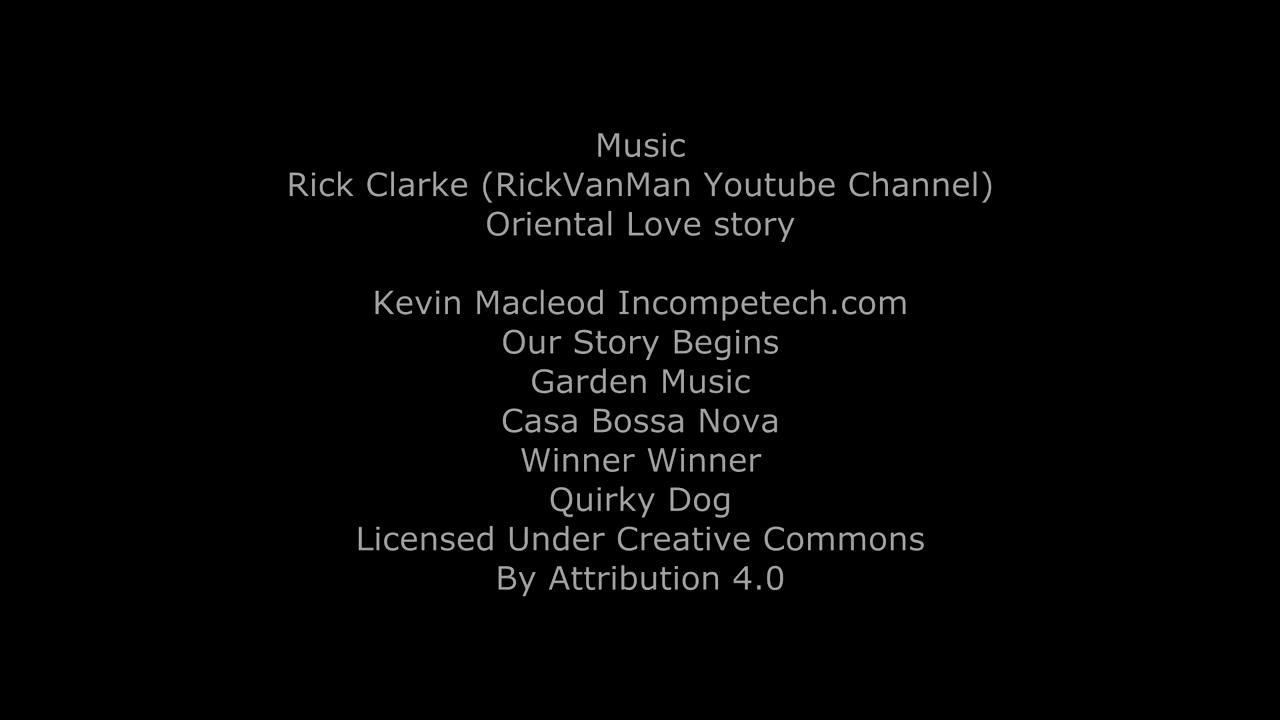 Music
Rick Clarke (RickVanMan Youtube Channel)
Oriental Love story
Kevin Macleod Incompetech.com
Our Story Begins
Garden Music
Casa Bossa Nova
Winner Winner
Quirky Dog
Licensed Under Creative Commons
By Attribution 4.0